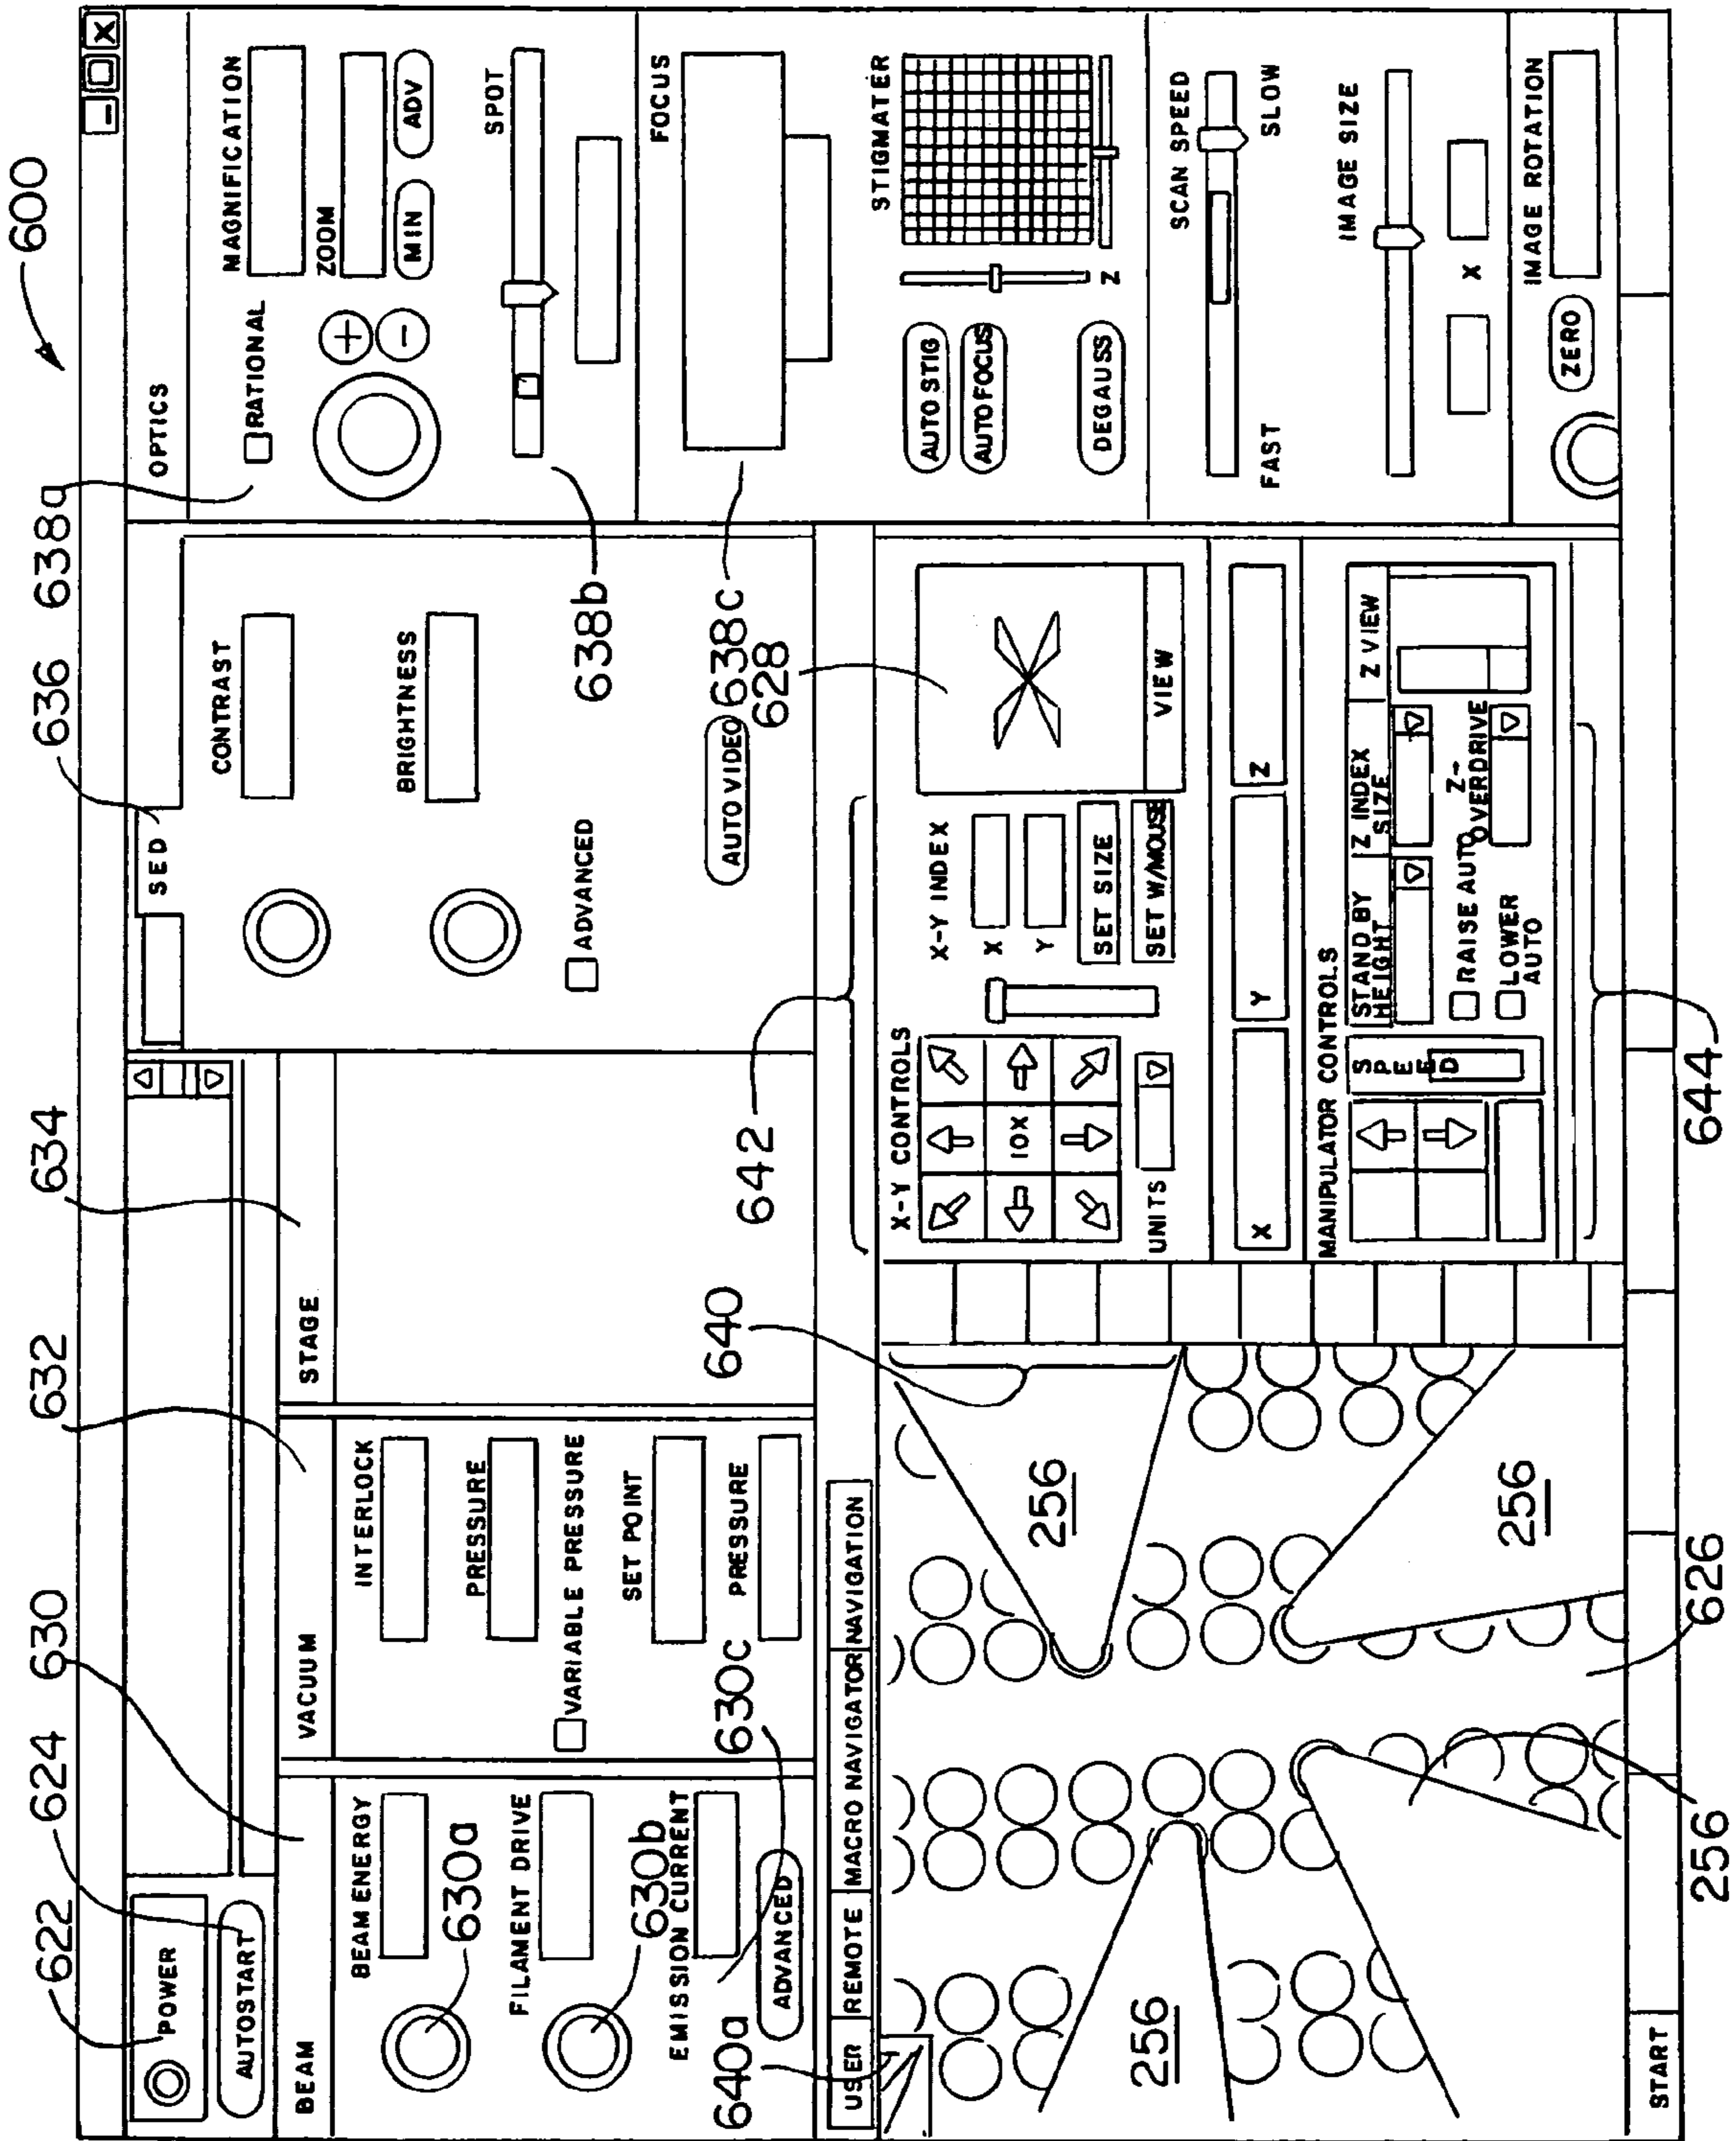 600
622
624
630
632
634
636
638a
POWER
AUTOSTART
BEAM
BEAM ENERGY
630a
FILAMENT DRIVE
630b
EMISSION CURRENT
ADVANCED
630c
VACUUM
INTERLOCK
PRESSURE
VARIABLE PRESSURE
SET POINT
PRESSURE
STAGE
SED
CONTRAST
BRIGHTNESS
ADVANCED
AUTO VIDEO
OPTICS
X
RATIONAL
MAGNIFICATION
ZOOM
+
-
MIN
ADV
SPOT
638b
FOCUS
638c
STIGMATER
AUTO STIG
AUTO FOCUS
DEGAUSS
Z
SCAN SPEED
FAST
SLOW
IMAGE SIZE
X
IMAGE ROTATION
ZERO
640a
USER
REMOTE
MACRO NAVIGATOR
NAVIGATION
640
642
628
256
256
256
256
626
X-Y CONTROLS
10X
UNITS
X-Y INDEX
X
Y
SET SIZE
SET W/MOUSE
VIEW
X
Y
Z
MANIPULATOR CONTROLS
SPEED
STAND BY HEIGHT
Z INDEX SIZE
Z VIEW
RAISE AUTO
LOWER AUTO
Z-OVERDRIVE
644
START